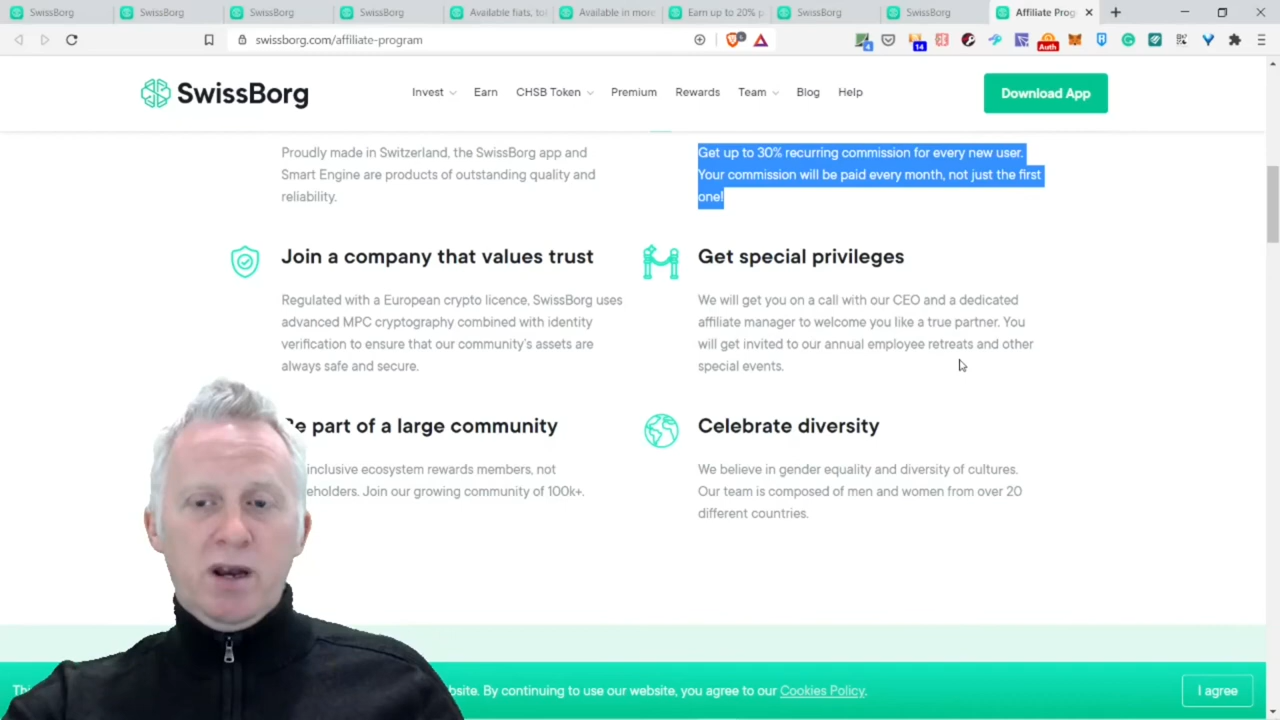 SwissBorg
SwissBorg
SwissBorg
SwissBorg
Available fiats, to
Available in more
Earn up to 20% p
SwissBorg
SwissBorg
Affiliate Prog
swissborg.com/affiliate-program
4
14
Auth
SwissBorg
Invest
Earn
CHSB Token
Premium
Rewards
Team
Blog
Help
Download App
Proudly made in Switzerland, the SwissBorg app and
Smart Engine are products of outstanding quality and
reliability.
Get up to 30% recurring commission for every new user.
Your commission will be paid every month, not just the first
one!
Join a company that values trust
Regulated with a European crypto licence, SwissBorg uses
advanced MPC cryptography combined with identity
verification to ensure that our community's assets are
always safe and secure.
Get special privileges
We will get you on a call with our CEO and a dedicated
affiliate manager to welcome you like a true partner. You
will get invited to our annual employee retreats and other
special events.
Be part of a large community
inclusive ecosystem rewards members, not
eholders. Join our growing community of 100k+.
Celebrate diversity
We believe in gender equality and diversity of cultures.
Our team is composed of men and women from over 20
different countries.
bsite. By continuing to use our website, you agree to our Cookies Policy.
I agree